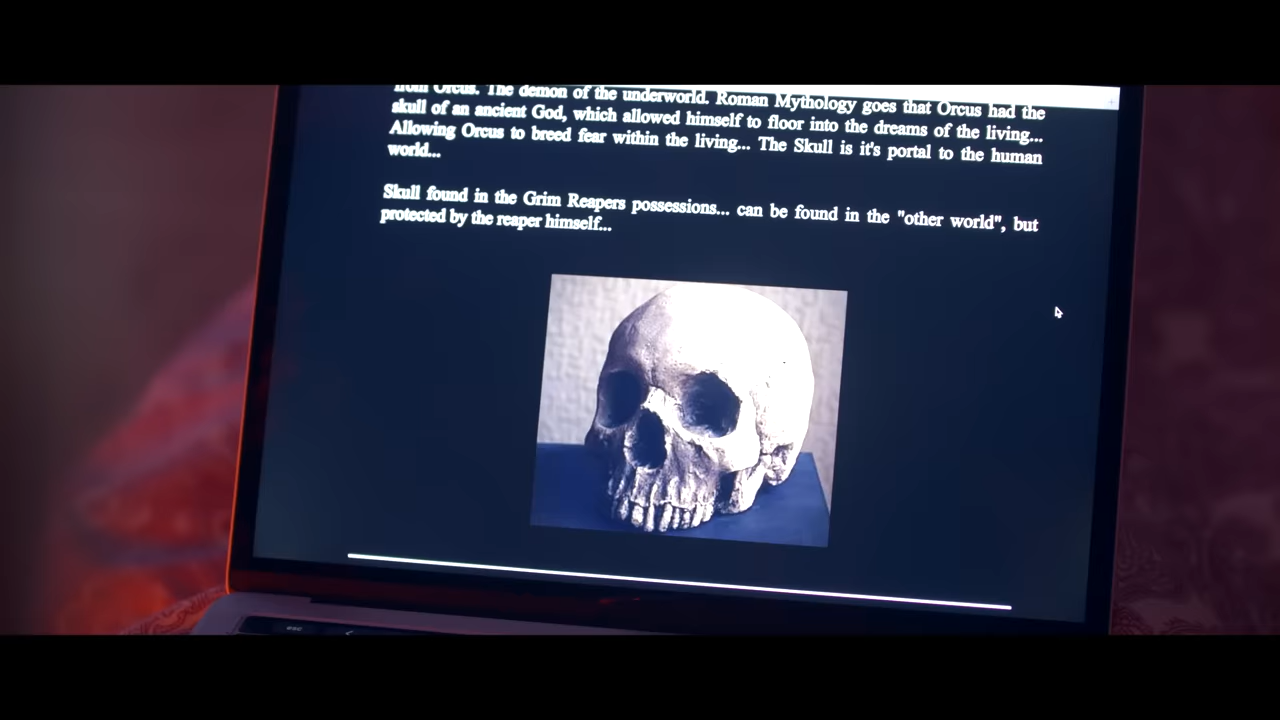 from Orcus. The demon of the underworld. Roman Mythology goes that Orcus had the
skull of an ancient God, which allowed himself to floor into the dreams of the living...
Allowing Orcus to breed fear within the living... The Skull is it's portal to the human
world...
Skull found in the Grim Reapers possessions... can be found in the "other world", but
protected by the reaper himself...
esc